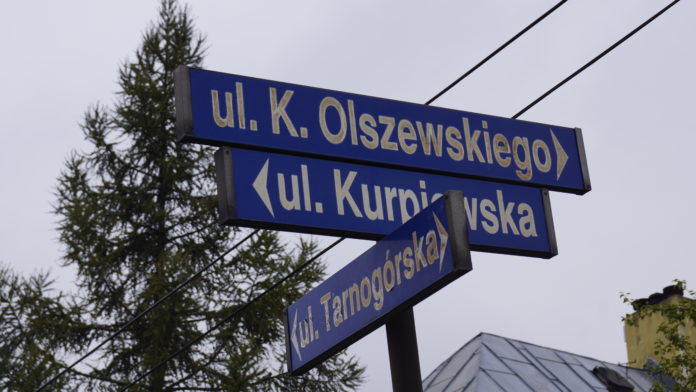 ul. K. Olszewskiego
ul. Kurpiowska
ul. Tarnogórska